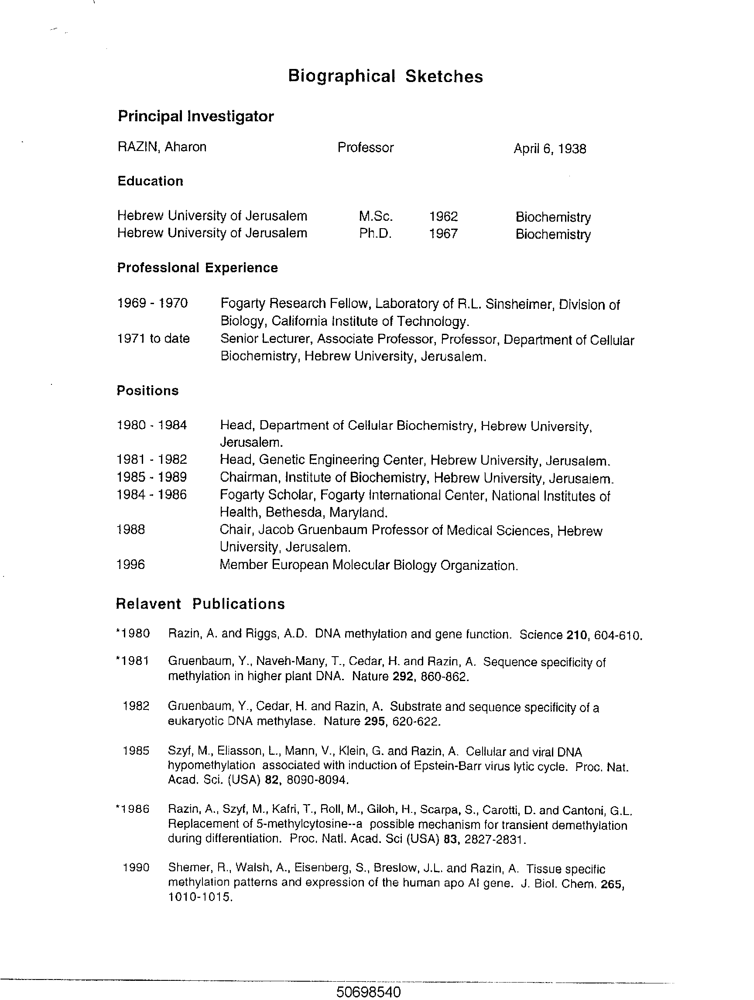 Biographical Sketches
Principal Investigator
RAZIN, Aharon Professor April 6, 1938
Education
Hebrew University of Jerusalem M.Sc. 1962 Biochemistry
Hebrew University of Jerusalem Ph.D. 1967 Biochemistry
Professional Experience
1969 - 1970 Fogarty Research Fellow, Laboratory of R.L. Sinsheimer, Division of
Biology, California Institute of Technology.
1971 to date Senior Lecturer, Associate Professor, Professor, Department of Cellular
Biochemistry, Hebrew University, Jerusalem.
Positions
1980 - 1984 Head, Department of Cellular Biochemistry, Hebrew University,
Jerusalem.
1981 - 1982 Head, Genetic Engineering Center, Hebrew University, Jerusalem.
1985 - 1989 Chairman, Institute of Biochemistry, Hebrew University, Jerusalem.
1984 - 1986 Fogarty Scholar, Fogarty International Center, National Institutes of
Health, Bethesda, Maryland.
1988 Chair, Jacob Gruenbaum Professor of Medical Sciences, Hebrew
University, Jerusalem.
1996 Member European Molecular Biology Organization.
Relavent Publications
*1980 Razin, A. and Riggs, A.D. DNA methylation and gene function. Science 210, 604-610.
*1981 Gruenbaum, Y., Naveh-Many, T., Cedar, H. and Razin, A. Sequence specificity of
methylation in higher plant DNA. Nature 292, 860-862.
1982 Gruenbaum, Y., Cedar, H. and Razin, A. Substrate and sequence specificity of a
eukaryotic DNA methylase. Nature 295, 620-622.
1985 Szyf, M., Eliasson, L., Mann, V., Klein, G. and Razin, A. Cellular and viral DNA
hypomethylation associated with induction of Epstein-Barr virus lytic cycle. Proc. Nat.
Acad. Sci. (USA) 82, 8090-8094.
*1986 Razin, A., Szyf, M., Kafri, T., Roll, M., Giloh, H., Scarpa, S., Carotti, D. and Cantoni, G.L.
Replacement of 5-methylcytosine--a possible mechanism for transient demethylation
during differentiation. Proc. Natl. Acad. Sci (USA) 83, 2827-2831.
1990 Shemer, R., Walsh, A., Eisenberg, S., Breslow, J.L. and Razin, A. Tissue specific
methylation patterns and expression of the human apo AI gene. J. Biol. Chem. 265,
1010-1015.
50698540